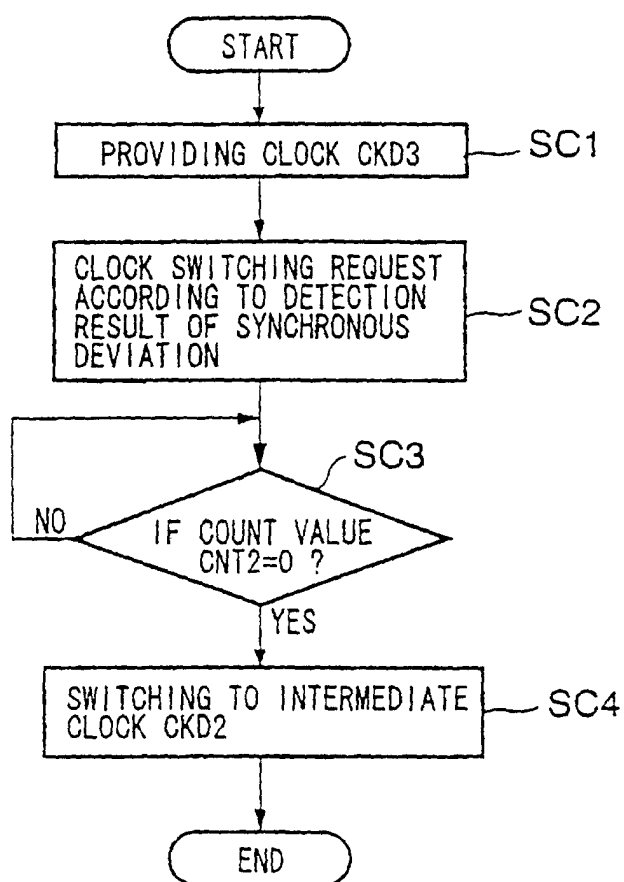 START
PROVIDING CLOCK CKD3
SC1
CLOCK SWITCHING REQUEST
ACCORDING TO DETECTION
RESULT OF SYNCHRONOUS
DEVIATION
SC2
SC3
NO
IF COUNT VALUE
CNT2=0 ?
YES
SWITCHING TO INTERMEDIATE
CLOCK CKD2
SC4
END